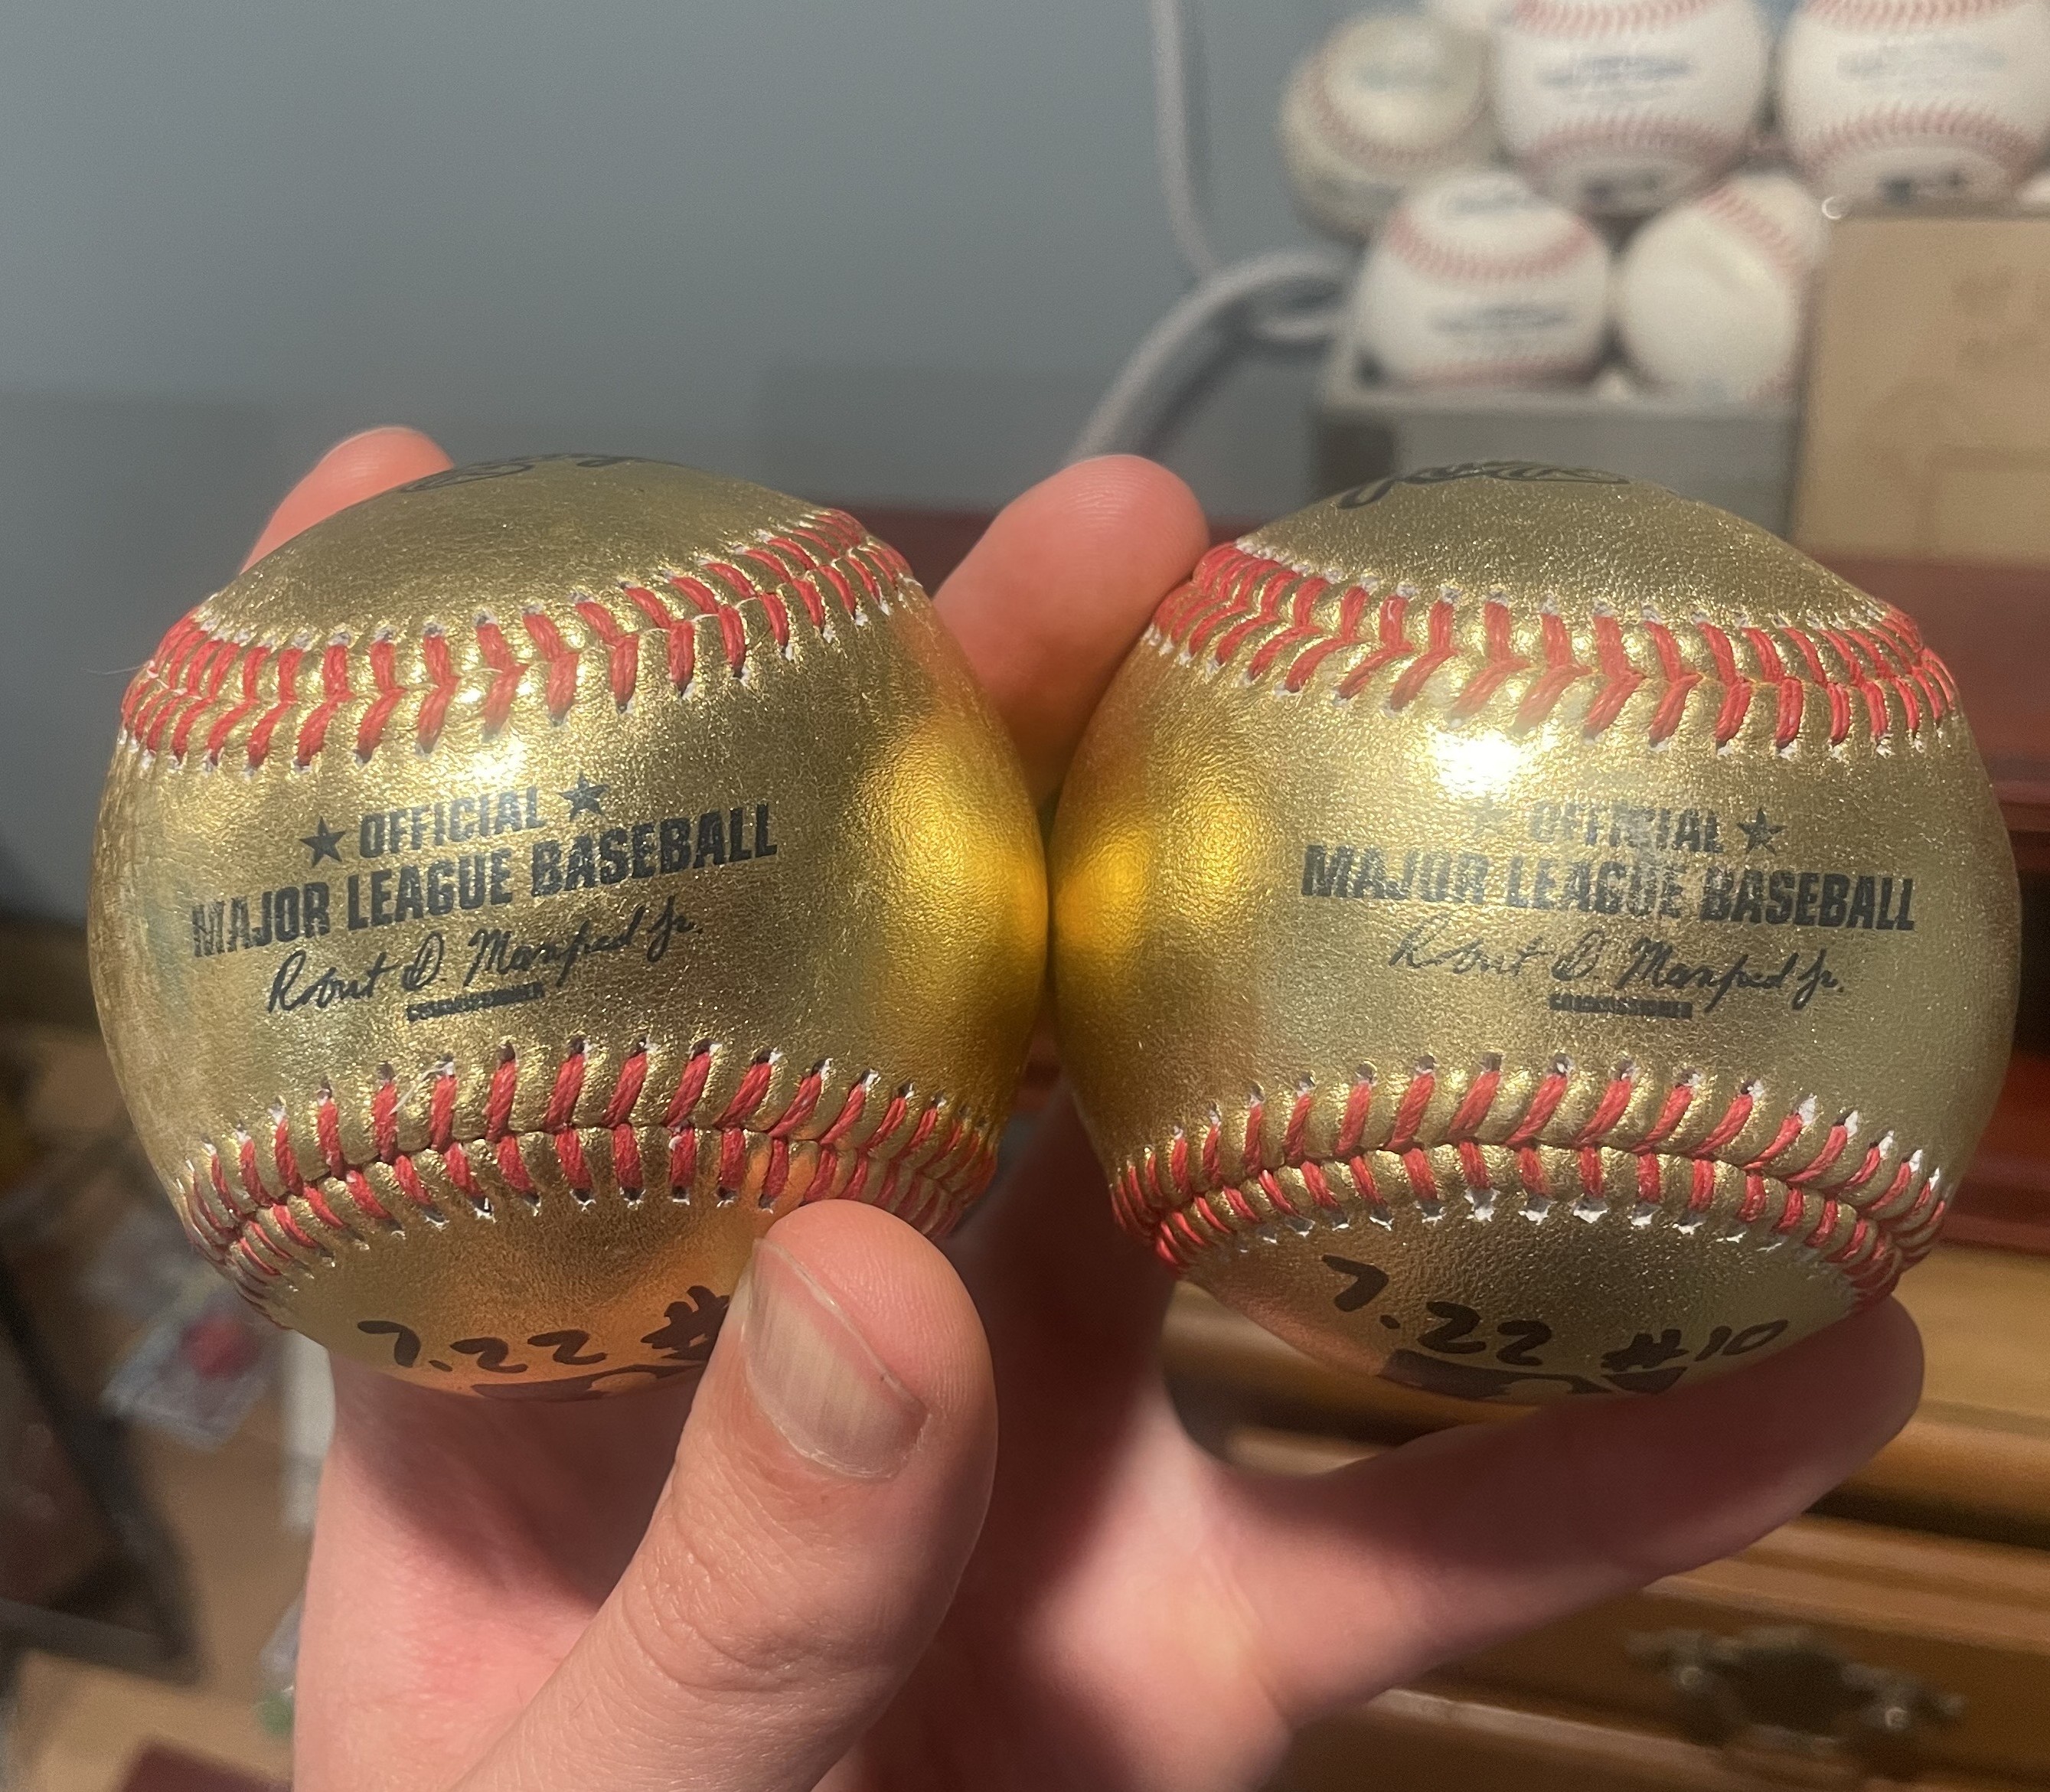 ★ OFFICIAL ★
MAJOR LEAGUE BASEBALL
Robert D. Manfred Jr.
COMMISSIONER
7.22 #
OFFICIAL ★
MAJOR LEAGUE BASEBALL
Robert D. Manfred Jr.
COMMISSIONER
7.22 #10